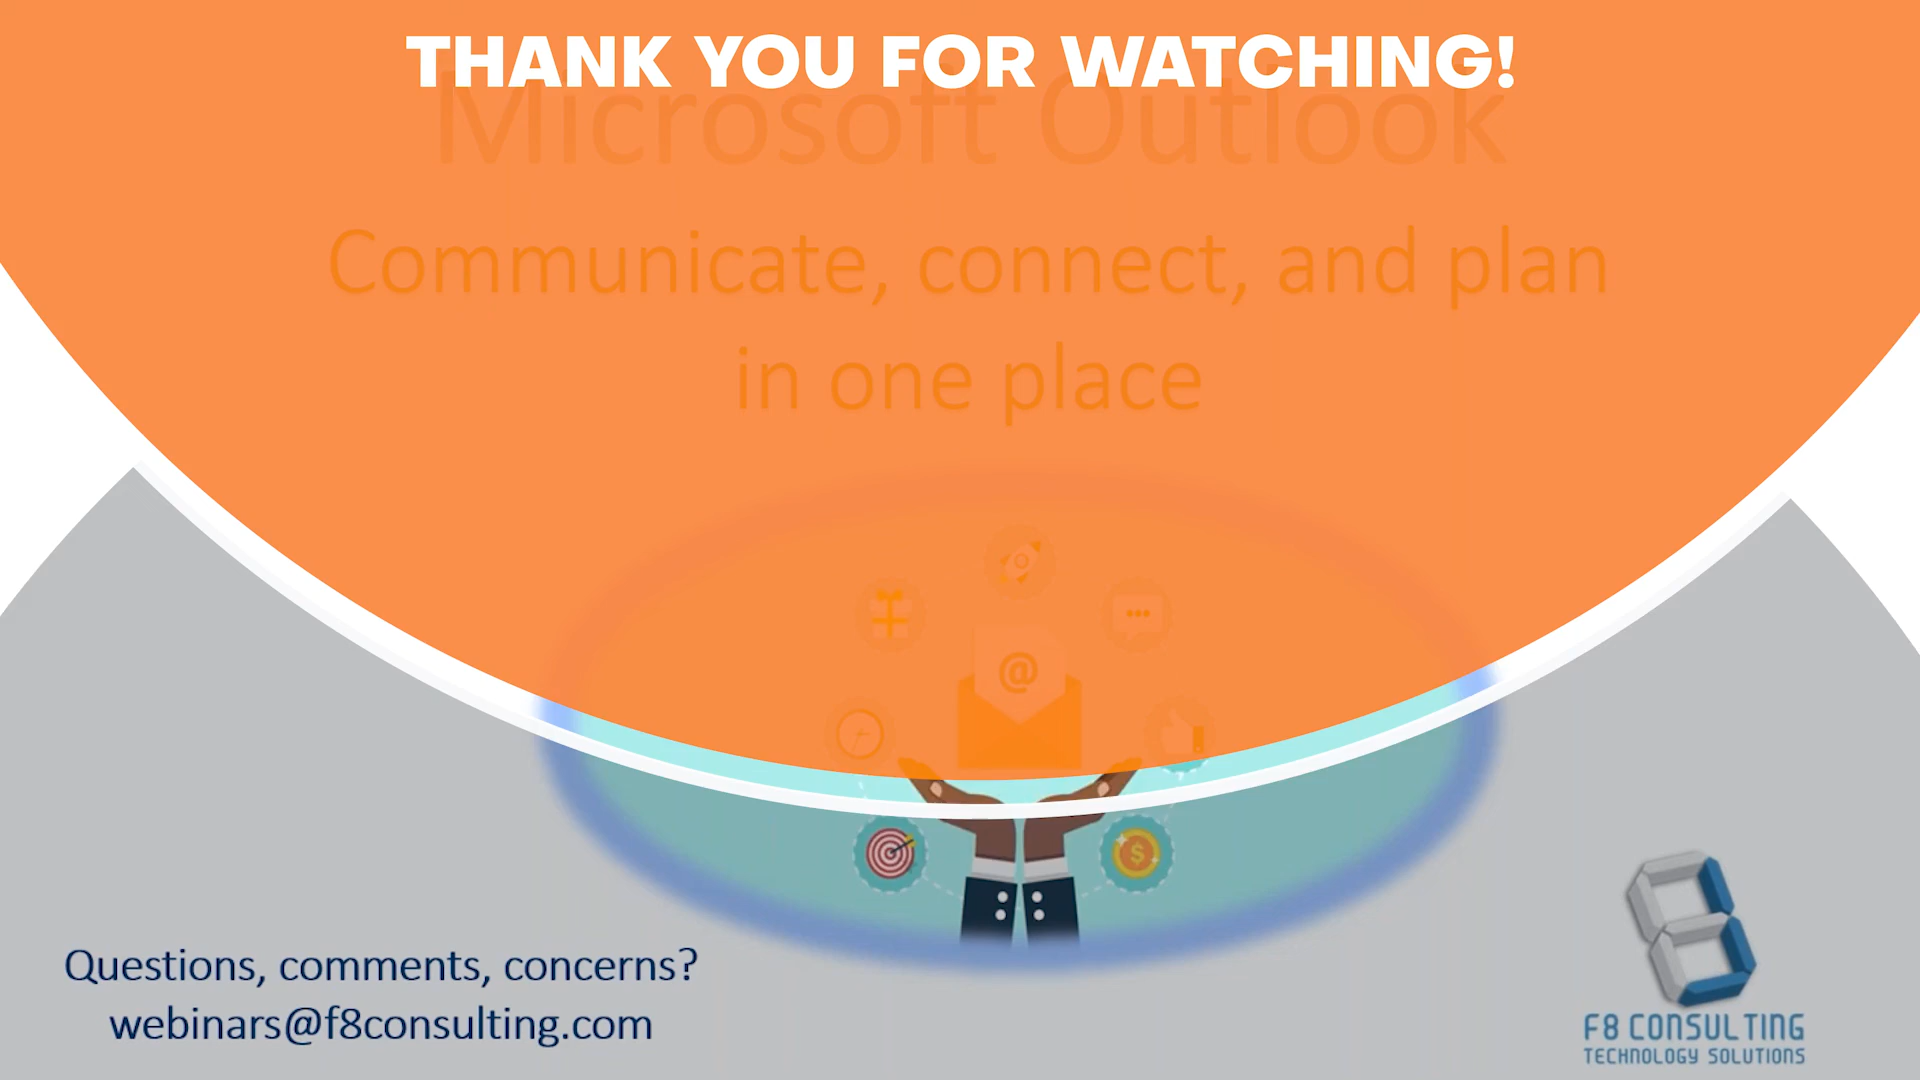 THANK YOU FOR WATCHING!
Microsoft Outlook
Communicate, connect, and plan
in one place
@
$
Questions, comments, concerns?
webinars@f8consulting.com
F8 CONSULTING
TECHNOLOGY SOLUTIONS